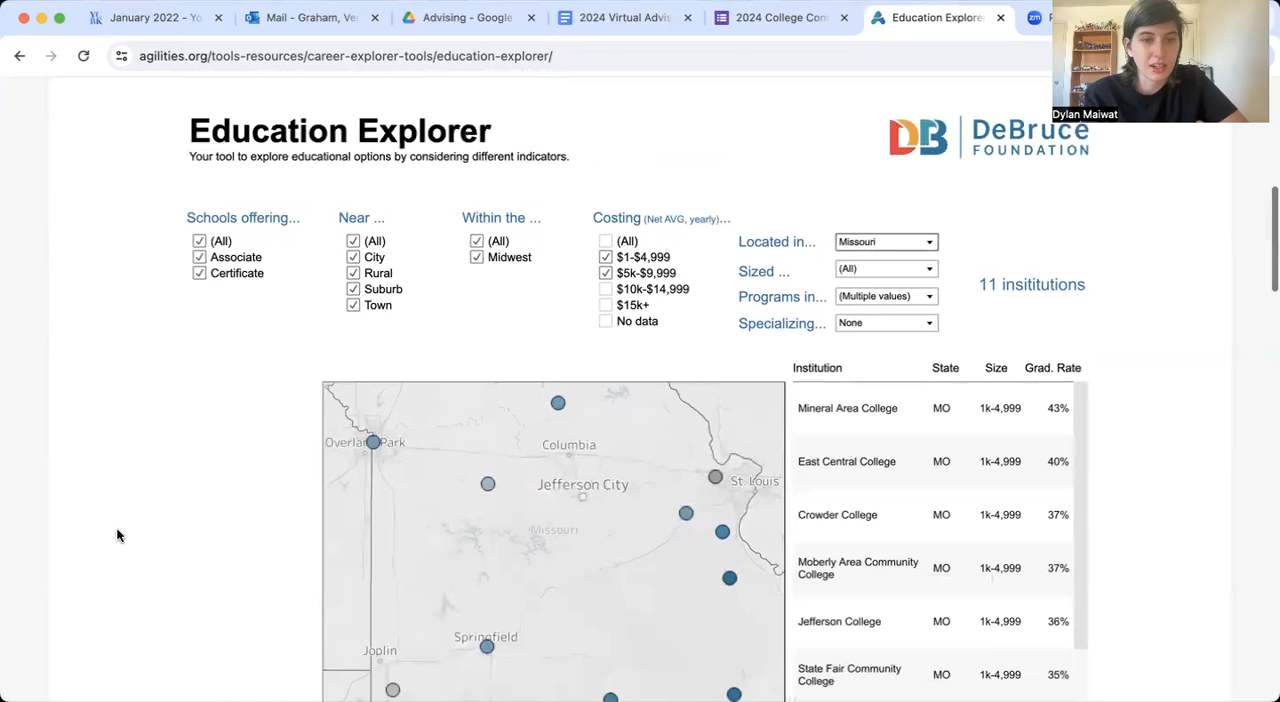 January 2022 - Yo
Mail - Graham, Ve
Advising - Google
2024 Virtual Advis
2024 College Con
Education Explore
zm
agilities.org/tools-resources/career-explorer-tools/education-explorer/
Dylan Maiwat
Education Explorer
Your tool to explore educational options by considering different indicators.
DB DeBruce
FOUNDATION
Schools offering...
(All)
Associate
Certificate
Near ...
(All)
City
Rural
Suburb
Town
Within the ...
(All)
Midwest
Costing (Net AVG, yearly)...
(All)
$1-$4,999
$5k-$9,999
$10k-$14,999
$15k+
No data
Located in... Missouri
Sized ... (All)
Programs in... (Multiple values)
Specializing... None
11 insititutions
Overland Park
Columbia
Jefferson City
St. Louis
Missouri
Springfield
Joplin
Institution State Size Grad. Rate
Mineral Area College MO 1k-4,999 43%
East Central College MO 1k-4,999 40%
Crowder College MO 1k-4,999 37%
Moberly Area Community
College MO 1k-4,999 37%
Jefferson College MO 1k-4,999 36%
State Fair Community
College MO 1k-4,999 35%